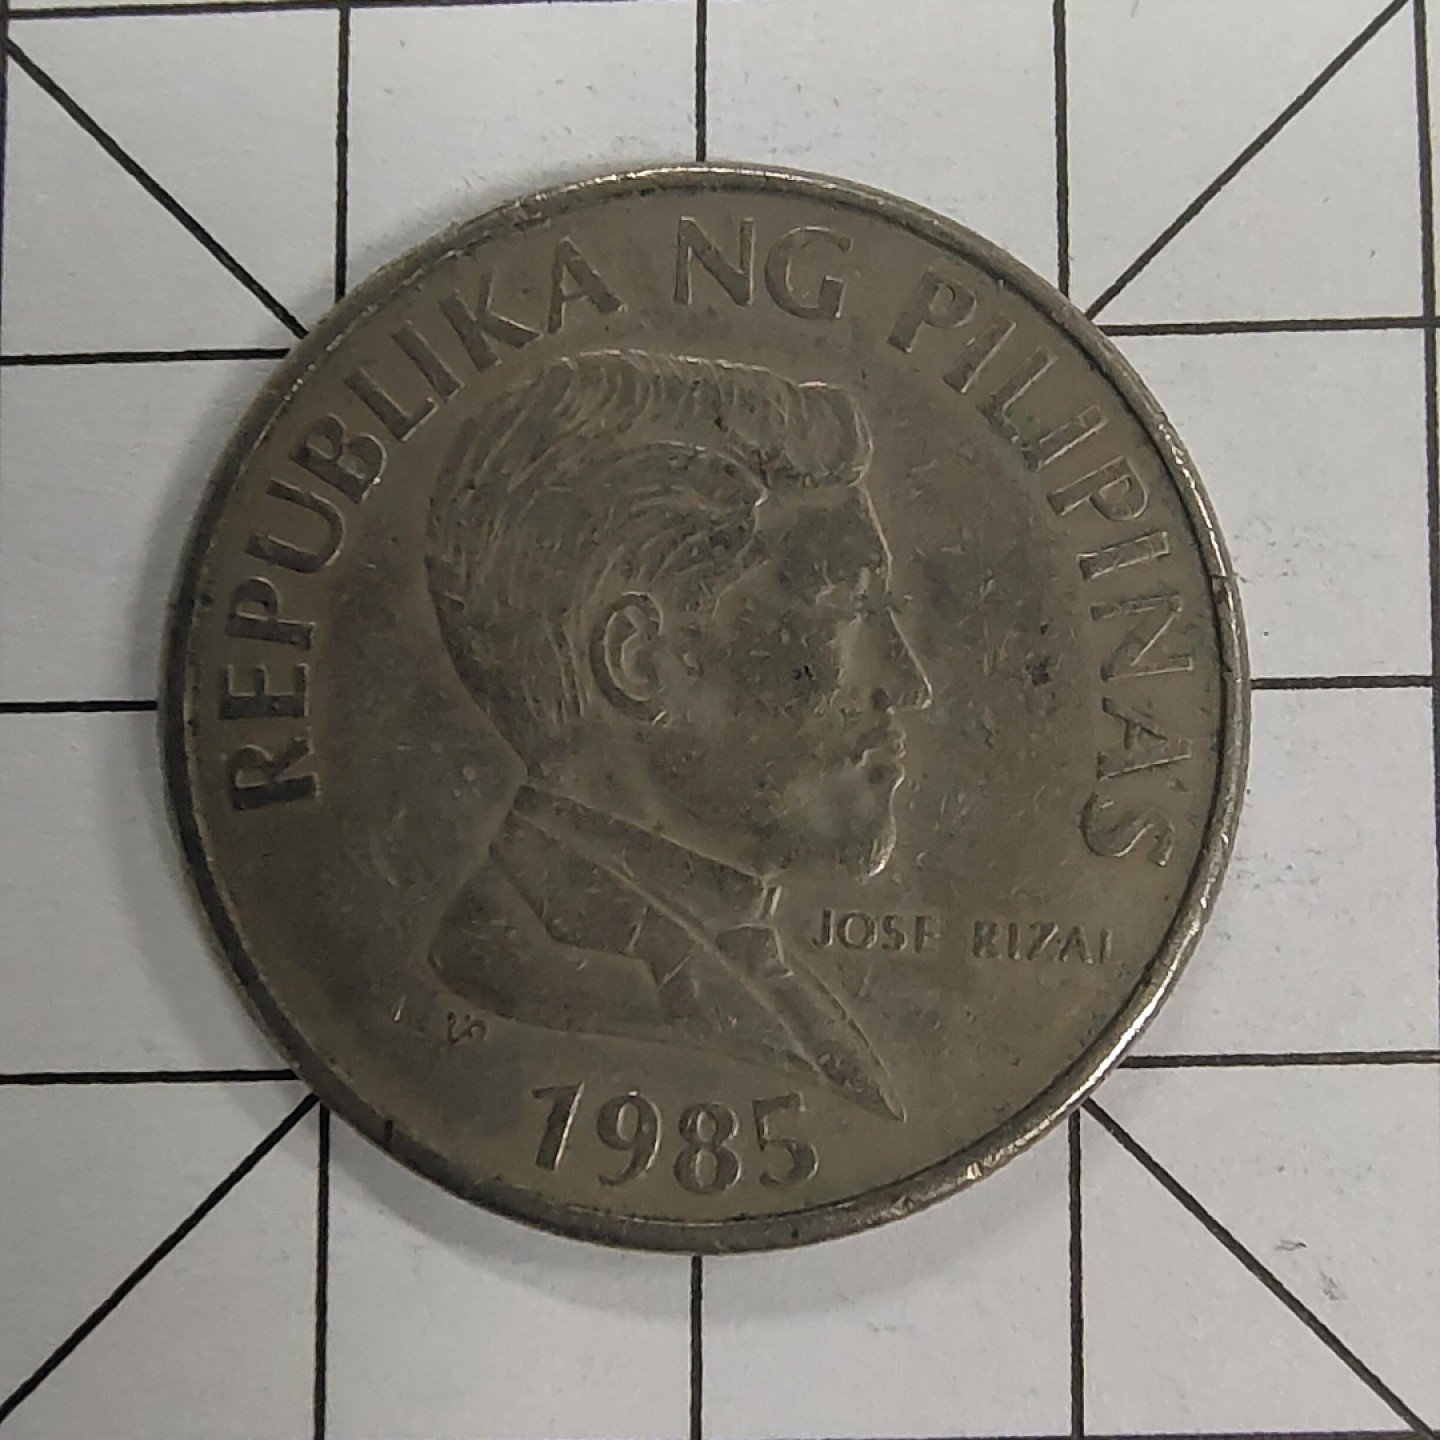 REPUBLIKA NG PILIPINAS
JOSE RIZAL
1985